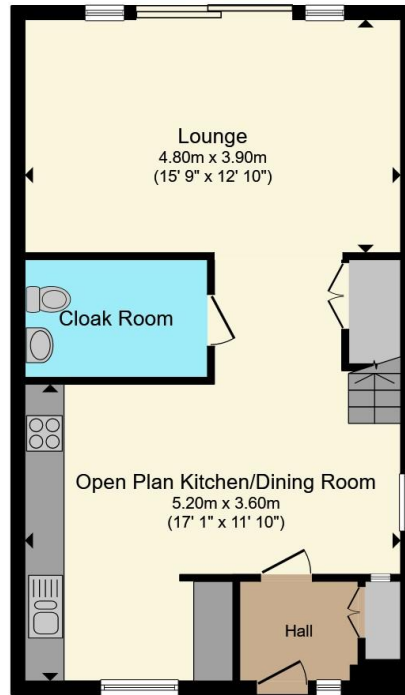 Lounge
4.80m x 3.90m
(15' 9" x 12' 10")
Cloak Room
Open Plan Kitchen/Dining Room
5.20m x 3.60m
(17' 1" x 11' 10")
Hall